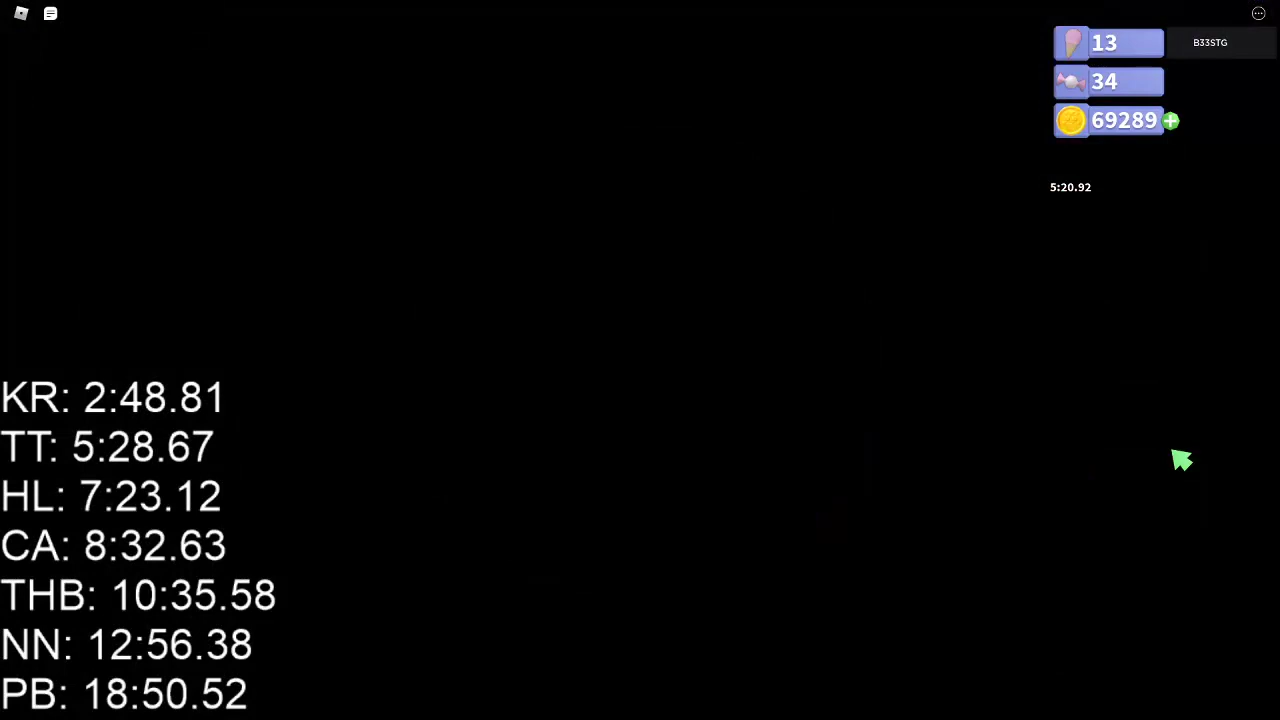 13
B33STG
34
69289
5:20.92
KR: 2:48.81
TT: 5:28.67
HL: 7:23.12
CA: 8:32.63
THB: 10:35.58
NN: 12:56.38
PB: 18:50.52